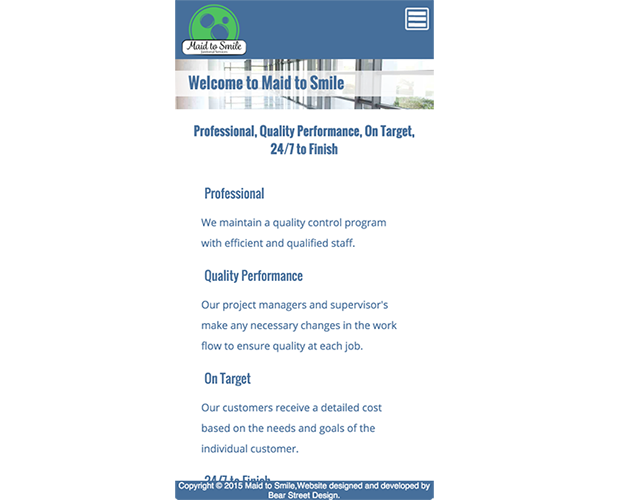 Maid to Smile
Welcome to Maid to Smile
Professional, Quality Performance, On Target,
24/7 to Finish
Professional
We maintain a quality control program
with efficient and qualified staff.
Quality Performance
Our project managers and supervisor's
make any necessary changes in the work
flow to ensure quality at each job.
On Target
Our customers receive a detailed cost
based on the needs and goals of the
individual customer.
24/7 to Finish
Copyright © 2015 Maid to Smile,Website designed and developed by
Bear Street Design.